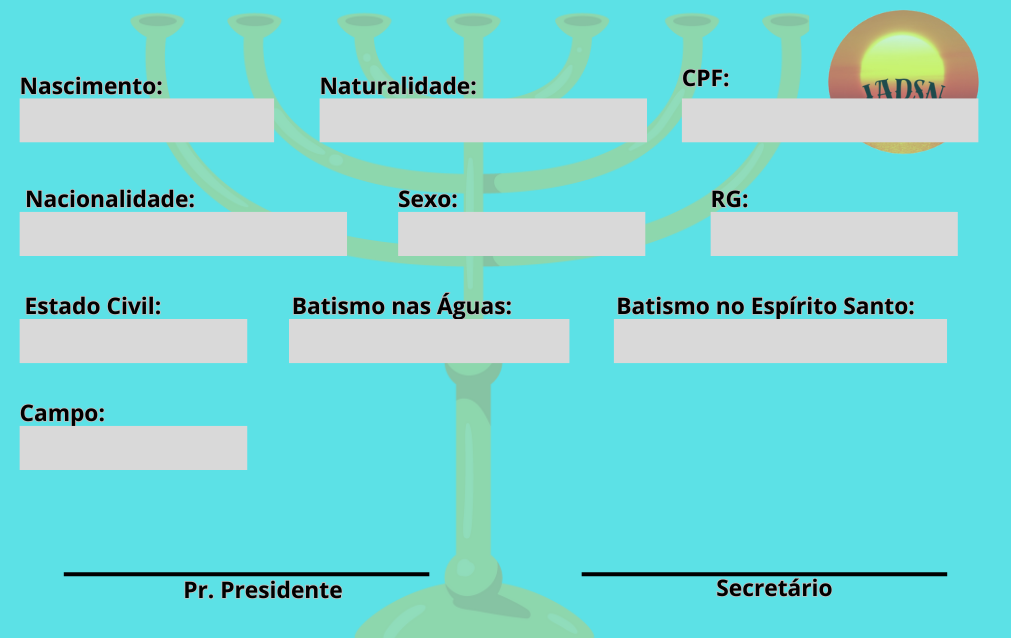 Nascimento:
Naturalidade:
CPF:
Nacionalidade:
Sexo:
RG:
Estado Civil:
Batismo nas Águas:
Batismo no Espírito Santo:
Campo:
Pr. Presidente
Secretário